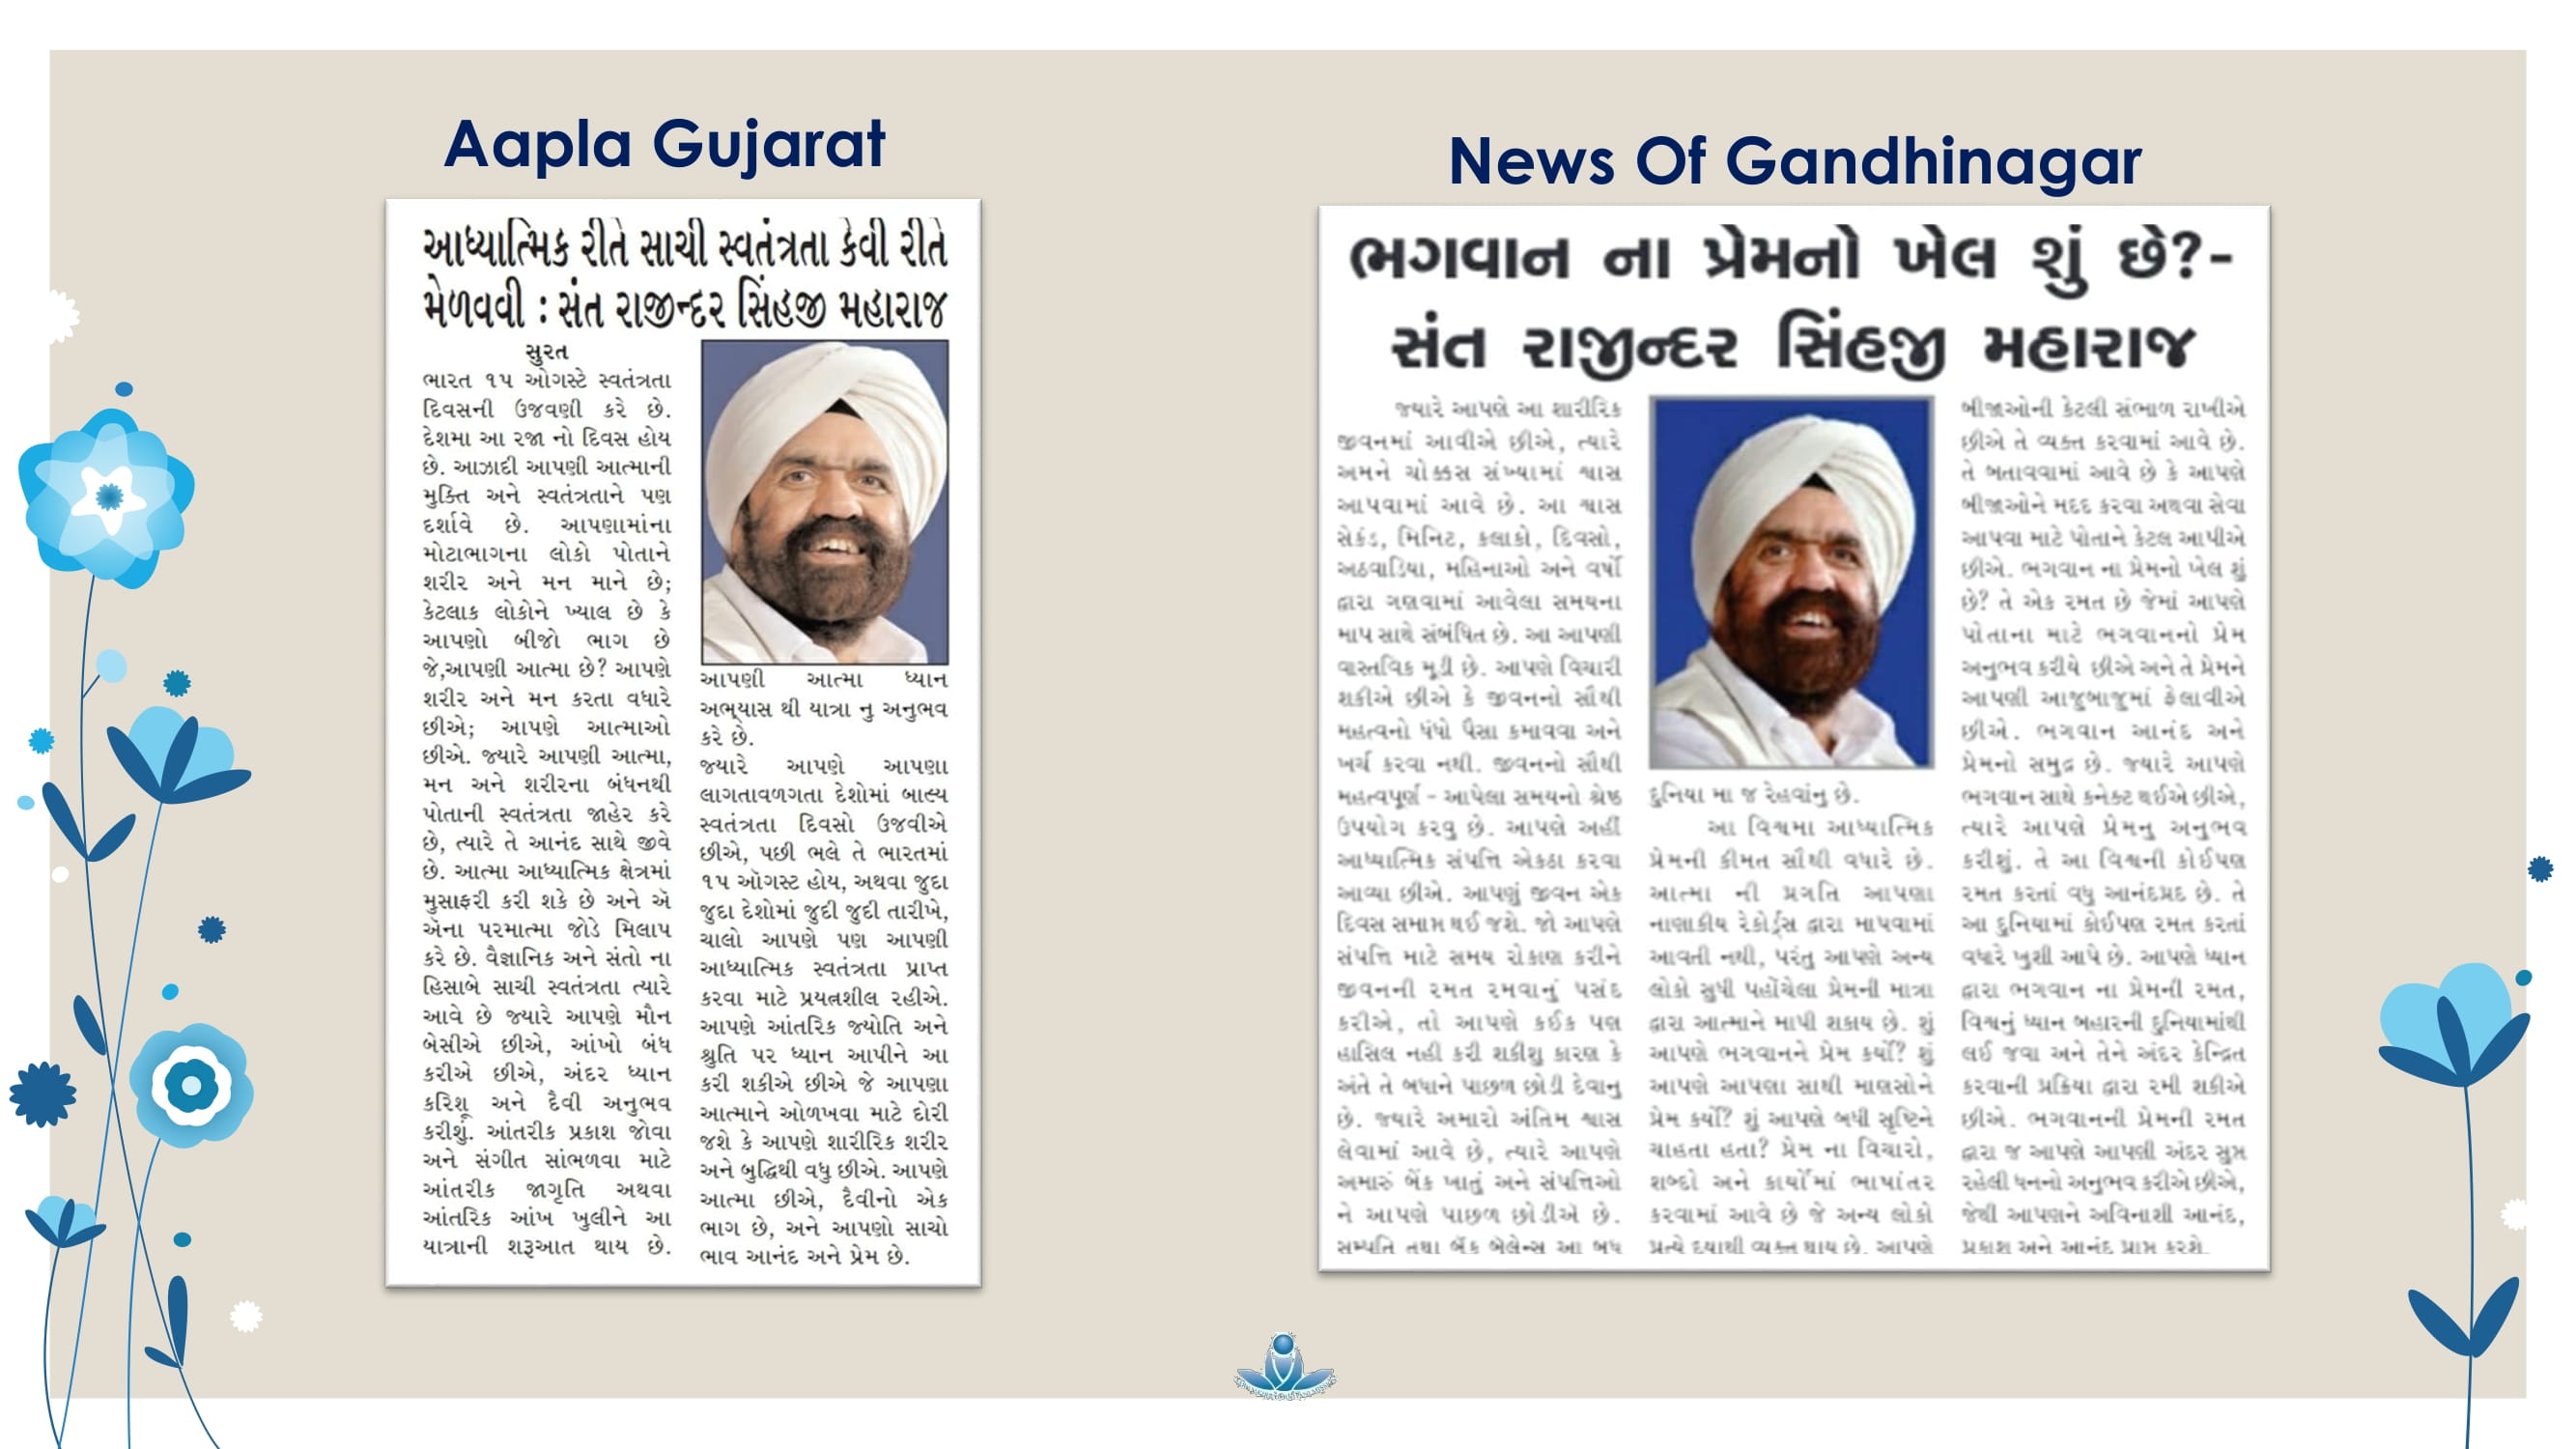 Aapla Gujarat
આધ્યાત્મિક રીતે સાચી સ્વતંત્રતા કેવી રીતે
મેળવવી : સંત રાજીન્દર સિંહજી મહારાજ
સુરત
ભારત ૧૫ ઓગસ્ટે સ્વતંત્રતા
દિવસની ઉજવણી કરે છે.
દેશમા આ રજા નો દિવસ હોય
છે. આઝાદી આપણી આત્માની
મુક્તિ અને સ્વતંત્રતાને પણ
દર્શાવે છે. આપણામાંના
મોટાભાગના લોકો પોતાને
શરીર અને મન માને છે;
કેટલાક લોકોને ખ્યાલ છે કે
આપણો બીજો ભાગ છે
જે,આપણી આત્મા છે? આપણે
શરીર અને મન કરતા વધારે
છીએ; આપણે આત્માઓ
છીએ. જ્યારે આપણી આત્મા,
મન અને શરીરના બંધનથી
પોતાની સ્વતંત્રતા જાહેર કરે
છે, ત્યારે તે આનંદ સાથે જીવે
છે. આત્મા આધ્યાત્મિક ક્ષેત્રમાં
મુસાફરી કરી શકે છે અને એ
એના પરમાત્મા જોડે મિલાપ
કરે છે. વૈજ્ઞાનિક અને સંતો ના
હિસાબે સાચી સ્વતંત્રતા ત્યારે
આવે છે જ્યારે આપણે મૌન
બેસીએ છીએ, આંખો બંધ
કરીએ છીએ, અંદર ધ્યાન
કરિશૂ અને દૈવી અનુભવ
કરીશું. આંતરીક પ્રકાશ જોવા
અને સંગીત સાંભળવા માટે
આંતરીક જાગૃતિ અથવા
આંતરિક આંખ ખુલીને આ
યાત્રાની શરૂઆત થાય છે.
આપણી આત્મા ધ્યાન
અભ્યાસ થી યાત્રા નુ અનુભવ
કરે છે.
જ્યારે આપણે આપણા
લાગતાવળગતા દેશોમાં બાહ્ય
સ્વતંત્રતા દિવસો ઉજવીએ
છીએ, પછી ભલે તે ભારતમાં
૧૫ ઑગસ્ટ હોય, અથવા જુદા
જુદા દેશોમાં જુદી જુદી તારીખે,
ચાલો આપણે પણ આપણી
આધ્યાત્મિક સ્વતંત્રતા પ્રાપ્ત
કરવા માટે પ્રયત્નશીલ રહીએ.
આપણે આંતરિક જ્યોતિ અને
શ્રુતિ પર ધ્યાન આપીને આ
કરી શકીએ છીએ જે આપણા
આત્માને ઓળખવા માટે દોરી
જશે કે આપણે શારીરિક શરીર
અને બુદ્ધિથી વધુ છીએ. આપણે
આત્મા છીએ, દૈવીનો એક
ભાગ છે, અને આપણો સાચો
ભાવ આનંદ અને પ્રેમ છે.
News Of Gandhinagar
ભગવાન ના પ્રેમનો ખેલ શું છે?-
સંત રાજીન્દર સિંહજી મહારાજ
જ્યારે આપણે આ શારીરિક
જીવનમાં આવીએ છીએ, ત્યારે
અમને ચોક્કસ સંખ્યામાં શ્વાસ
આપવામાં આવે છે. આ શ્વાસ
સેકંડ, મિનિટ, કલાકો, દિવસો,
અઠવાડિયા, મહિનાઓ અને વર્ષો
દ્વારા ગણવામાં આવેલા સમયના
માપ સાથે સંબંધિત છે. આ આપણી
વાસ્તવિક મૂડી છે. આપણે વિચારી
શકીએ છીએ કે જીવનનો સૌથી
મહત્વનો ધંધો પૈસા કમાવવા અને
ખર્ચ કરવા નથી. જીવનનો સૌથી
મહત્વપૂર્ણ - આપેલા સમયનો શ્રેષ્ઠ
ઉપયોગ કરવુ છે. આપણે અહીં
આધ્યાત્મિક સંપત્તિ એકઠા કરવા
આવ્યા છીએ. આપણું જીવન એક
દિવસ સમાપ્ત થઈ જશે. જો આપણે
સંપત્તિ માટે સમય રોકાણ કરીને
જીવનની રમત રમવાનું પસંદ
કરીએ, તો આપણે કઈક પણ
હાસિલ નહી કરી શકીશુ કારણ કે
અંતે તે બધાને પાછળ છોડી દેવાનુ
છે. જ્યારે અમારો અંતિમ શ્વાસ
લેવામાં આવે છે, ત્યારે આપણે
અમારું બેંક ખાતું અને સંપત્તિઓ
ને આપણે પાછળ છોડીએ છે.
સમ્પતિ તથા બેંક બેલેન્સ આ બધ
દુનિયા મા જ રેહવાંનુ છે.
આ વિશ્વમા આધ્યાત્મિક
પ્રેમની કીમત સૌથી વધારે છે.
આત્મા ની પ્રગતિ આપણા
નાણાકીય રેકોર્ડ્સ દ્વારા માપવામાં
આવતી નથી, પરંતુ આપણે અન્ય
લોકો સુધી પહોંચેલા પ્રેમની માત્રા
દ્વારા આત્માને માપી શકાય છે. શું
આપણે ભગવાનને પ્રેમ કર્યો? શું
આપણે આપણા સાથી માણસોને
પ્રેમ કર્યો? શું આપણે બધી સૃષ્ટિને
ચાહતા હતા? પ્રેમ ના વિચારો,
શબ્દો અને કાર્યોમાં ભાષાંતર
કરવામાં આવે છે જે અન્ય લોકો
પ્રત્યે દયાથી વ્યક્ત થાય છે. આપણે
બીજાઓની કેટલી સંભાળ રાખીએ
છીએ તે વ્યક્ત કરવામાં આવે છે.
તે બતાવવામાં આવે છે કે આપણે
બીજાઓને મદદ કરવા અથવા સેવા
આપવા માટે પોતાને કેટલ આપીએ
છીએ. ભગવાન ના પ્રેમનો ખેલ શું
છે? તે એક રમત છે જેમાં આપણે
પોતાના માટે ભગવાનનો પ્રેમ
અનુભવ કરીયે છીએ અને તે પ્રેમને
આપણી આજુબાજુમાં ફેલાવીએ
છીએ. ભગવાન આનંદ અને
પ્રેમનો સમુદ્ર છે. જ્યારે આપણે
ભગવાન સાથે કનેક્ટ થઈએ છીએ,
ત્યારે આપણે પ્રેમનુ અનુભવ
કરીશું. તે આ વિશ્વની કોઈપણ
રમત કરતાં વધુ આનંદપ્રદ છે. તે
આ દુનિયામાં કોઈપણ રમત કરતાં
વધારે ખુશી આપે છે. આપણે ધ્યાન
દ્વારા ભગવાન ના પ્રેમની રમત,
વિશ્વનું ધ્યાન બહારની દુનિયામાંથી
લઈ જવા અને તેને અંદર કેન્દ્રિત
કરવાની પ્રક્રિયા દ્વારા રમી શકીએ
છીએ. ભગવાનની પ્રેમની રમત
દ્વારા જ આપણે આપણી અંદર સુપ્ત
રહેલી ધનનો અનુભવ કરીએ છીએ,
જેથી આપણને અવિનાશી આનંદ,
પ્રકાશ અને આનંદ પ્રાપ્ત કરશે.